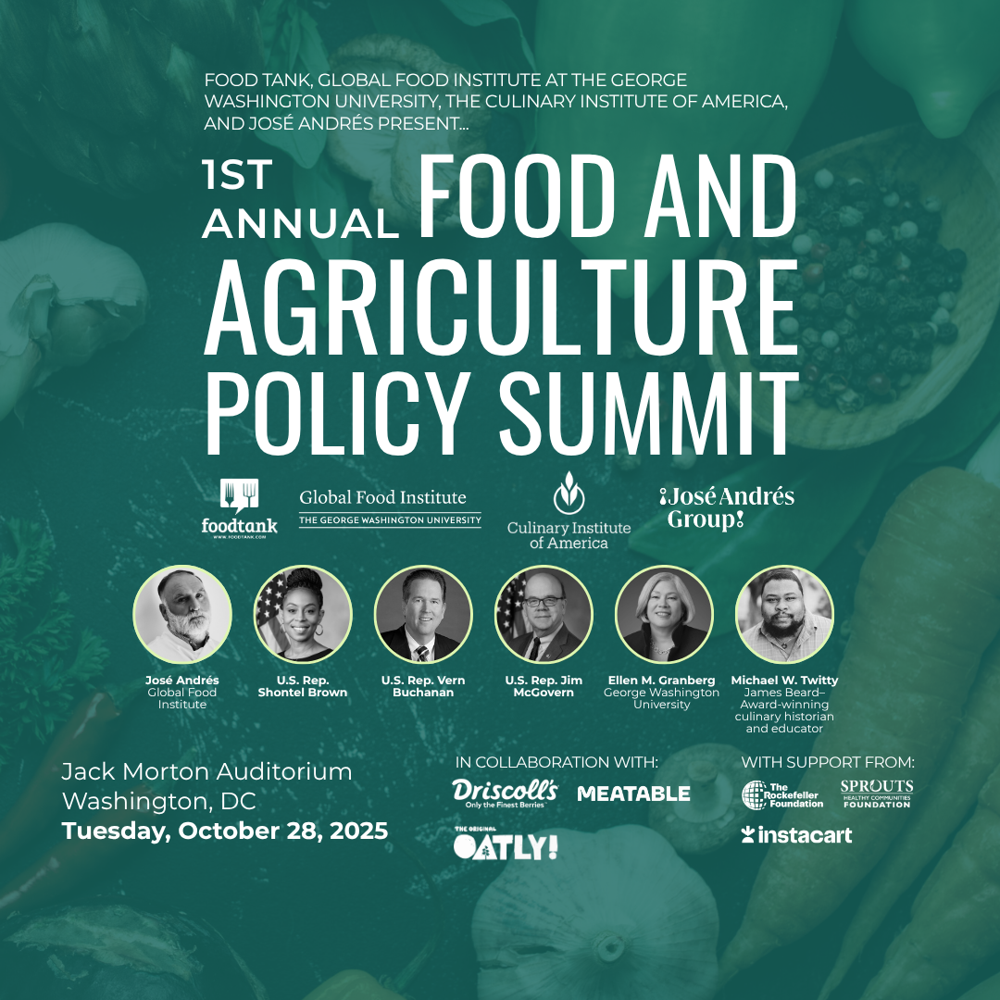 FOOD TANK, GLOBAL FOOD INSTITUTE AT THE GEORGE
WASHINGTON UNIVERSITY, THE CULINARY INSTITUTE OF AMERICA,
AND JOSÉ ANDRÉS PRESENT...
1ST
ANNUAL
FOOD AND
AGRICULTURE
POLICY SUMMIT
foodtank
WWW.FOODTANK.COM
Global Food Institute
THE GEORGE WASHINGTON UNIVERSITY
Culinary Institute
of America
¡José Andrés
Group!
José Andrés
Global Food
Institute
U.S. Rep.
Shontel Brown
U.S. Rep. Vern
Buchanan
U.S. Rep. Jim
McGovern
Ellen M. Granberg
George Washington
University
Michael W. Twitty
James Beard–
Award-winning
culinary historian
and educator
Jack Morton Auditorium
Washington, DC
Tuesday, October 28, 2025
IN COLLABORATION WITH:
Driscoll's
Only the Finest Berries
MEATABLE
THE ORIGINAL
OATLY!
WITH SUPPORT FROM:
The
Rockefeller
Foundation
SPROUTS
HEALTHY COMMUNITIES
FOUNDATION
instacart